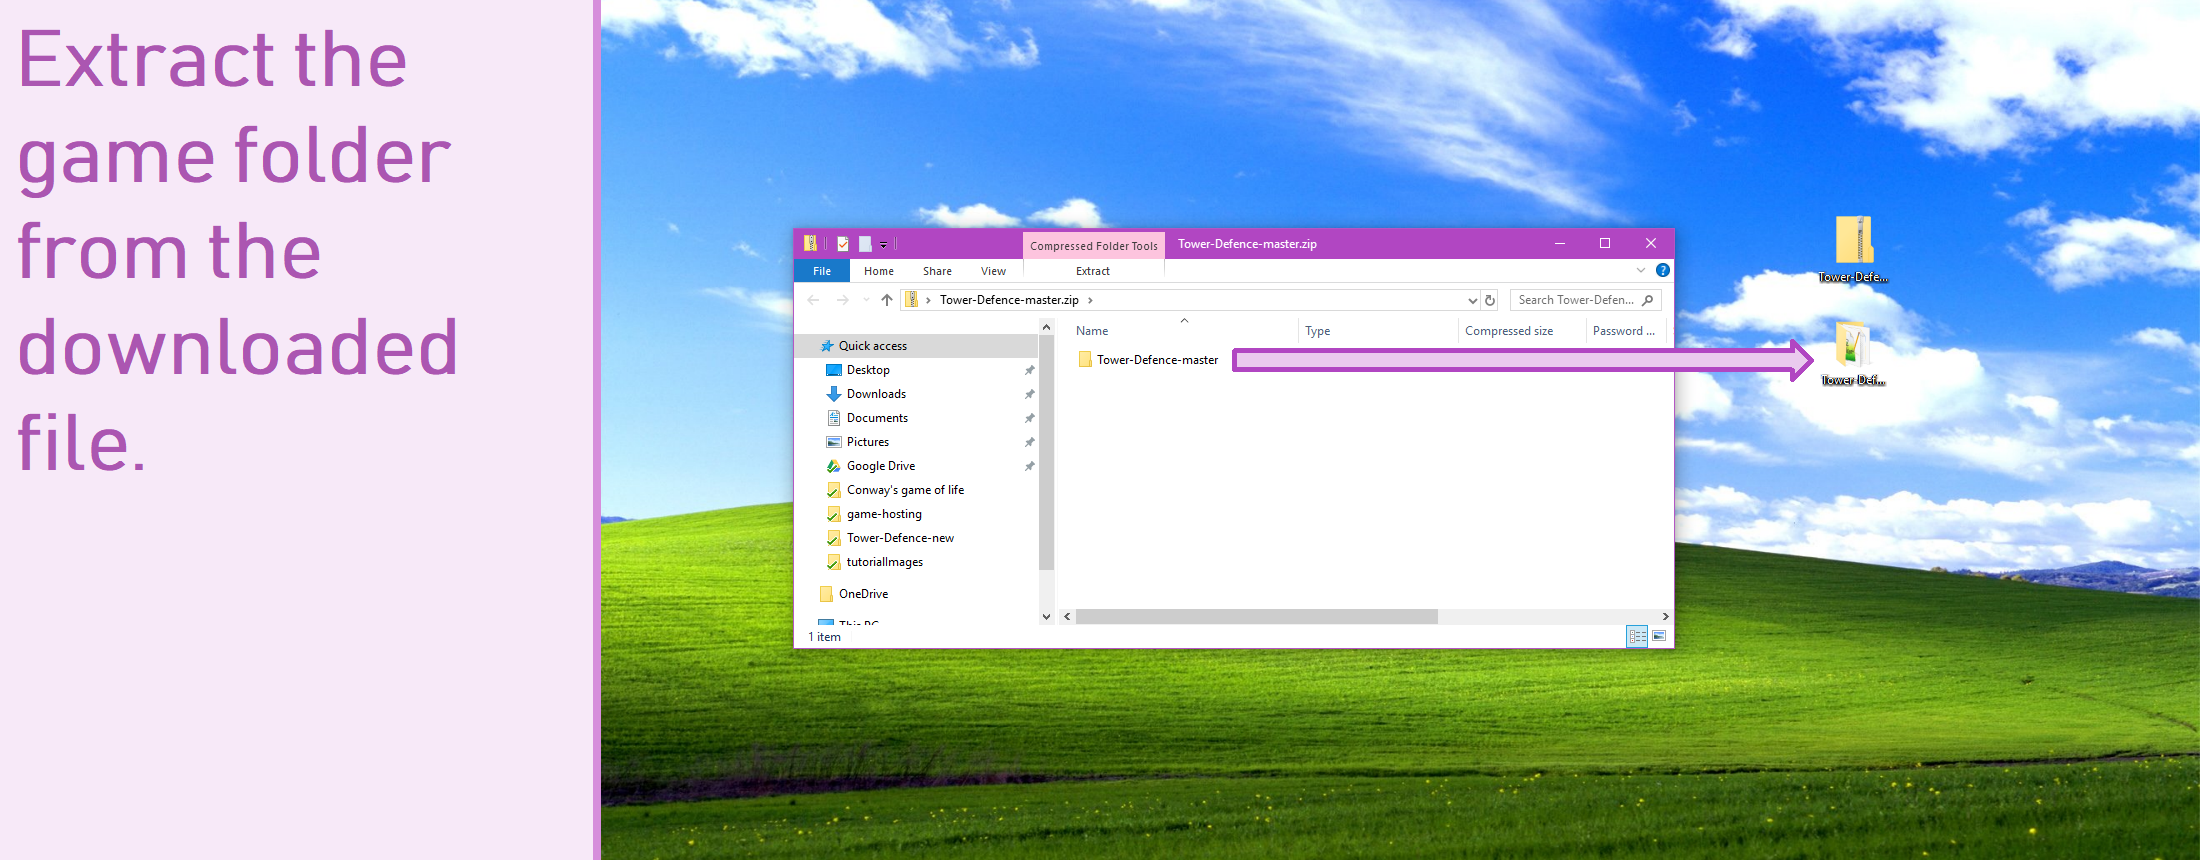 Extract the
game folder
from the
downloaded
file.
Compressed Folder Tools
Tower-Defence-master.zip
File
Home
Share
View
Extract
Tower-Defence-master.zip
Search Tower-Defen...
Name
Type
Compressed size
Password ...
Quick access
Desktop
Downloads
Documents
Pictures
Google Drive
Conway's game of life
game-hosting
Tower-Defence-new
tutorialImages
OneDrive
This PC
Tower-Defence-master
1 item
Tower-Defe...
Tower-Def...